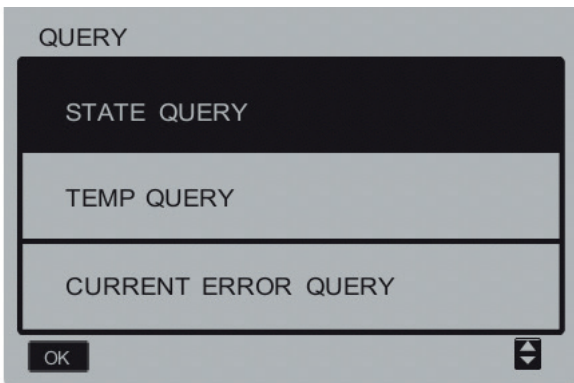 QUERY
STATE QUERY
TEMP QUERY
CURRENT ERROR QUERY
OK